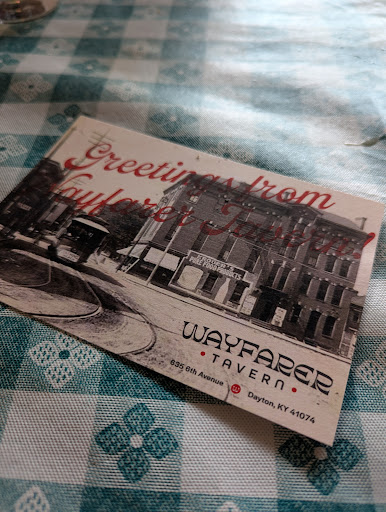 Greetings from
Wayfarer Tavern!
WAYFARER
• TAVERN •
635 6th Avenue
Dayton, KY 41074